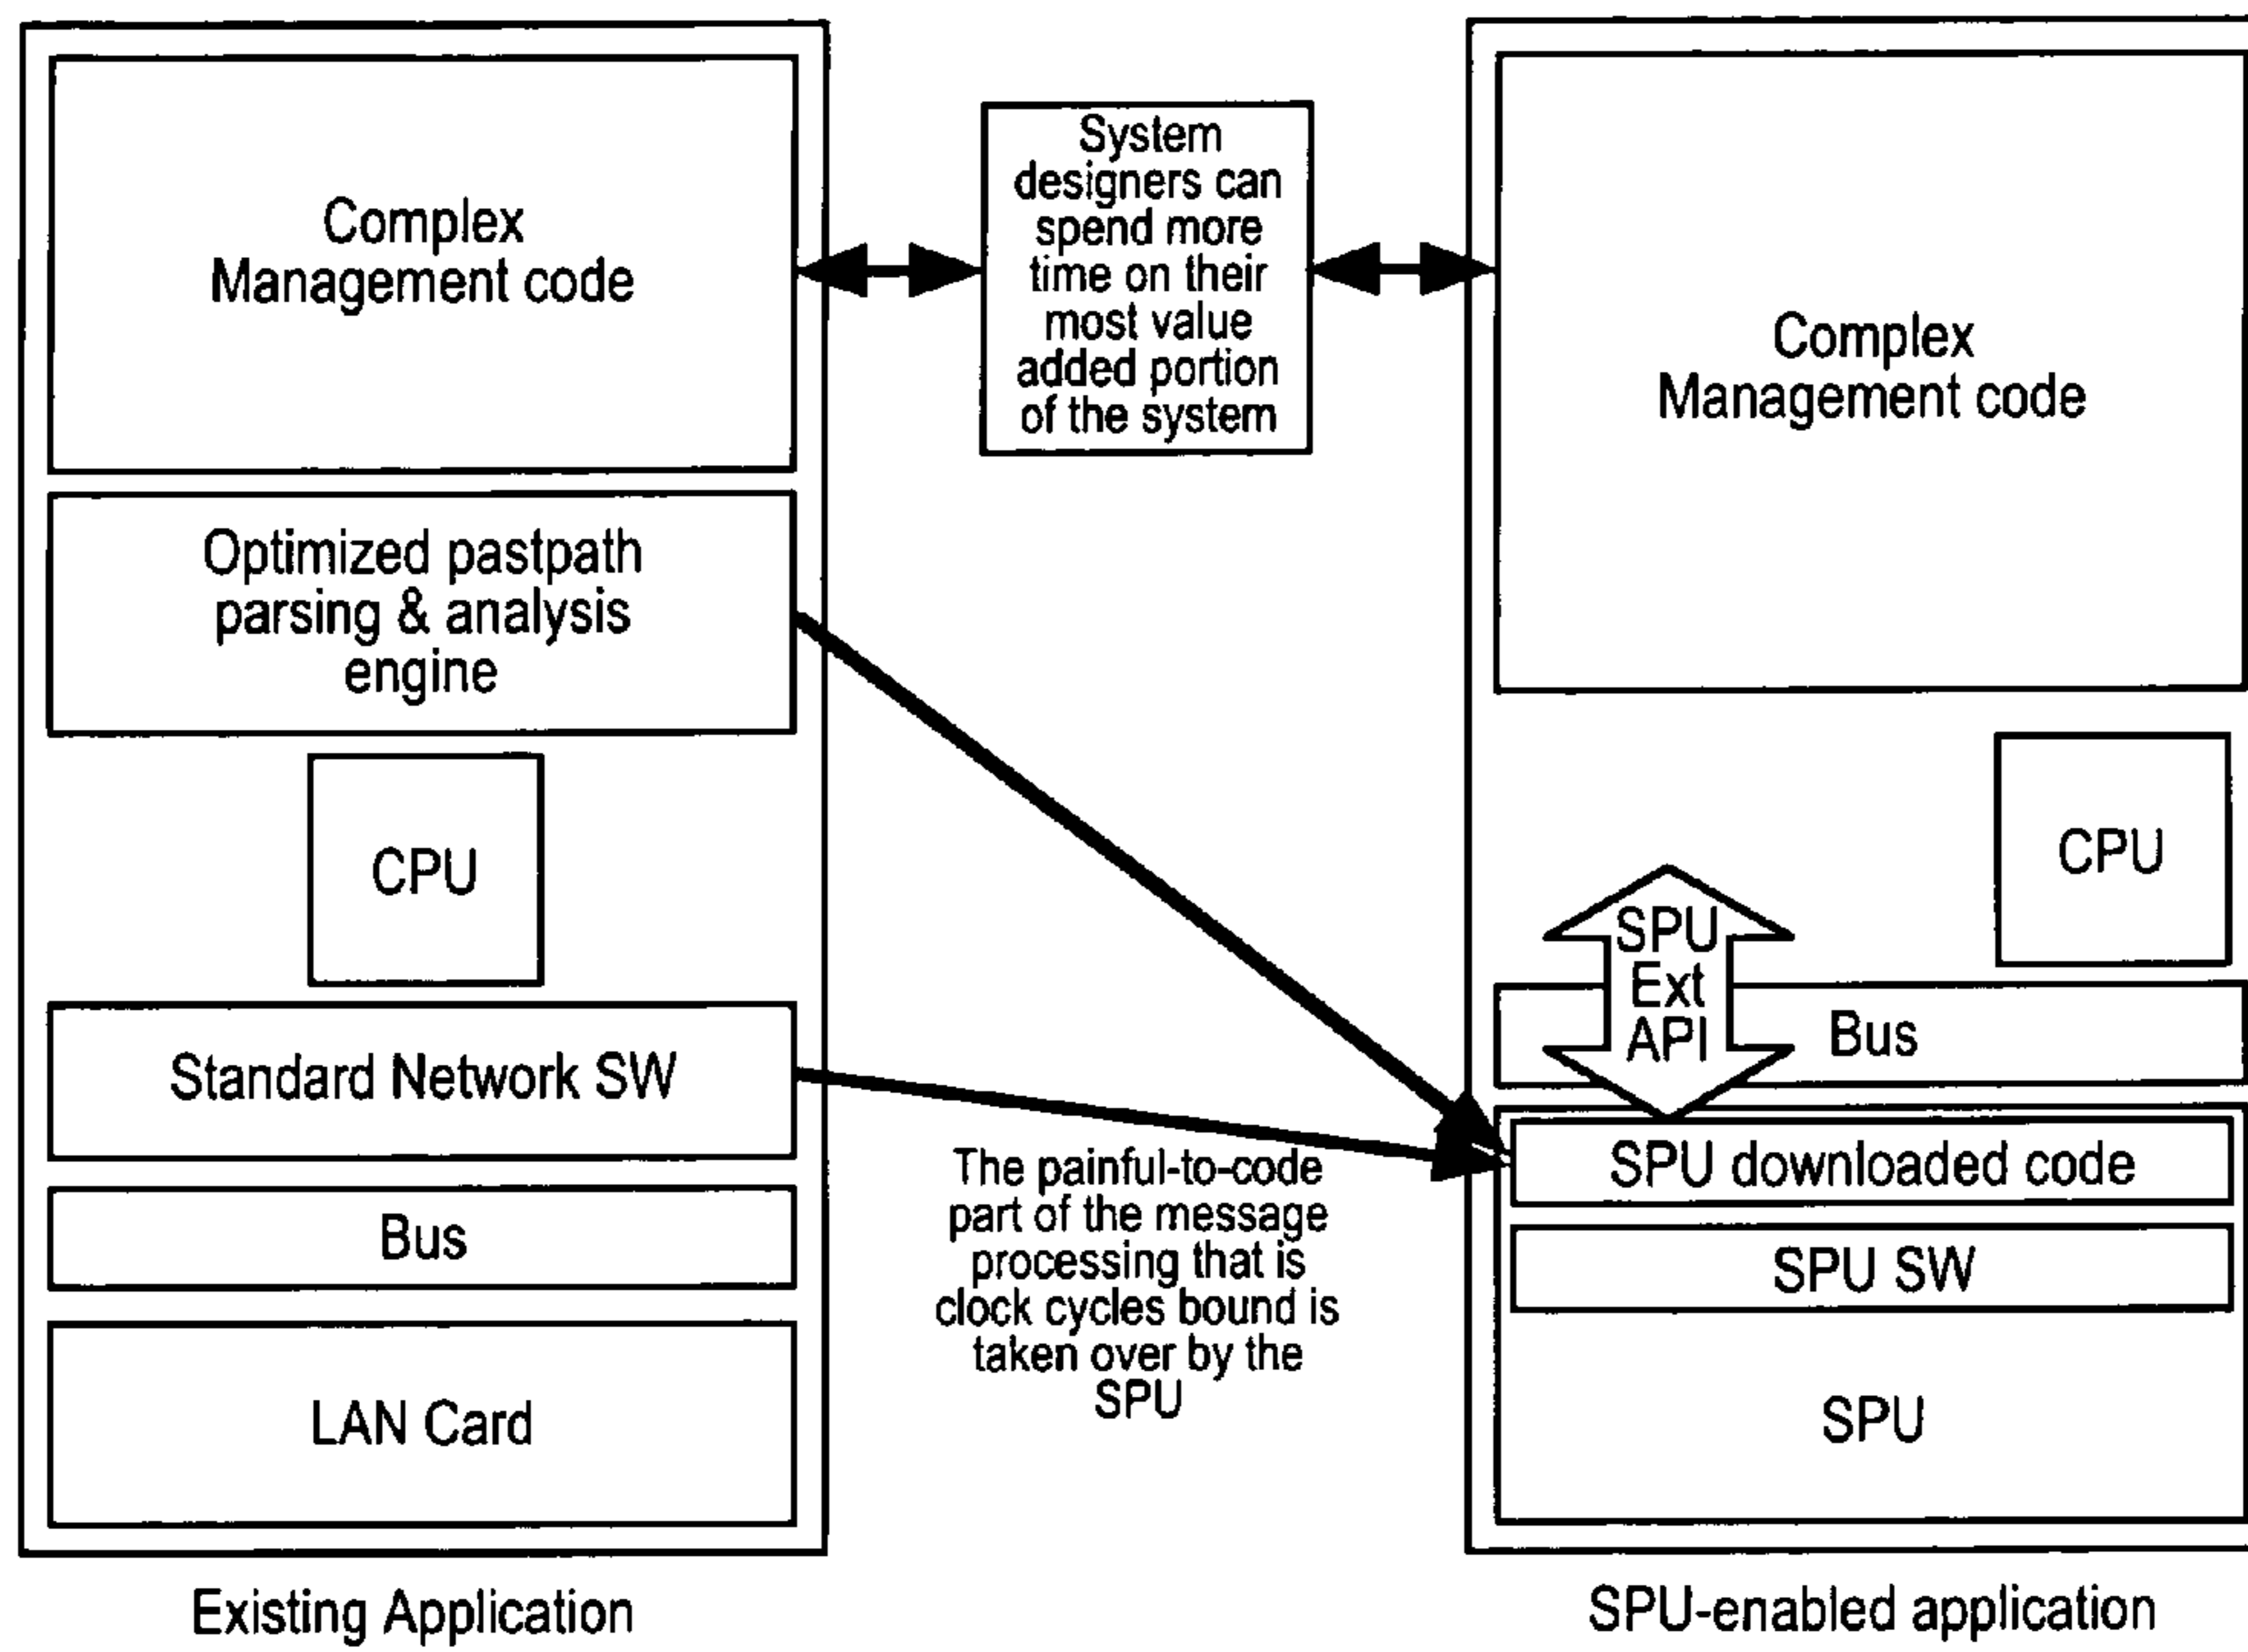 Complex
Management code
Optimized pastpath
parsing & analysis
engine
CPU
Standard Network SW
Bus
LAN Card
Existing Application
System
designers can
spend more
time on their
most value
added portion
of the system
The painful-to-code
part of the message
processing that is
clock cycles bound is
taken over by the
SPU
Complex
Management code
CPU
SPU
Ext
API
Bus
SPU downloaded code
SPU SW
SPU
SPU-enabled application